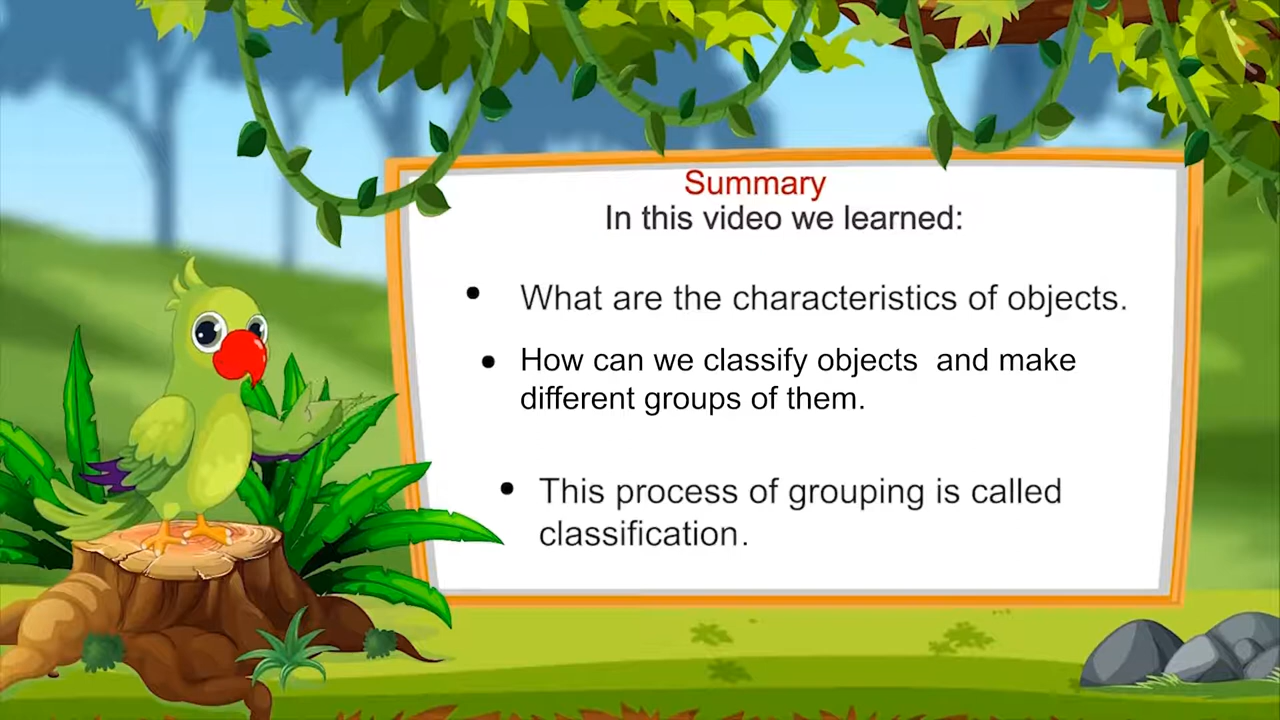 Summary
In this video we learned:
• What are the characteristics of objects.
• How can we classify objects  and make
different groups of them.
• This process of grouping is called
classification.